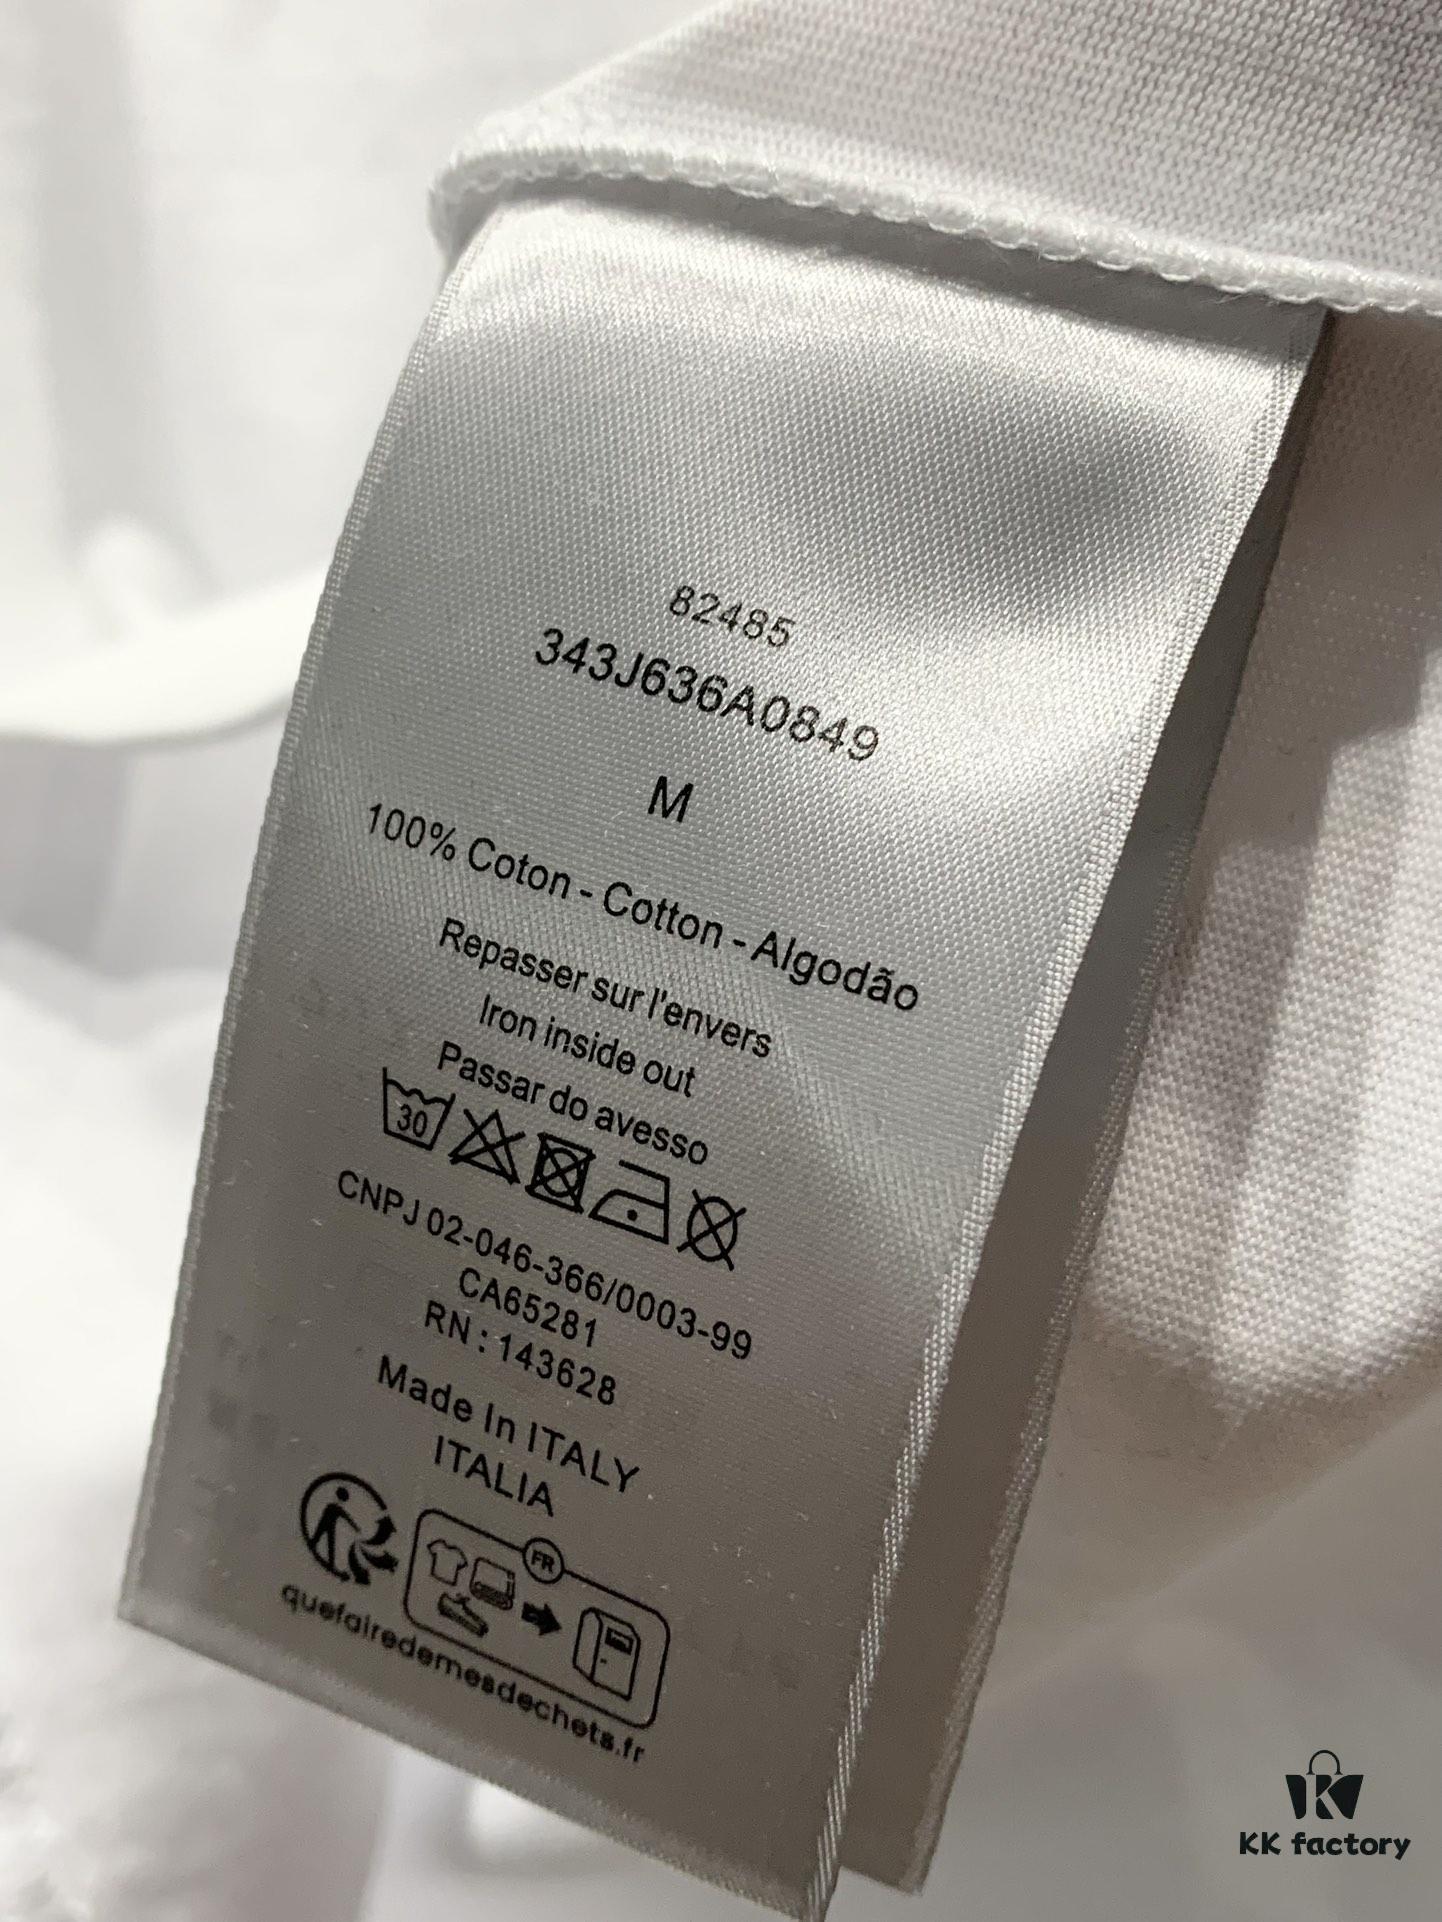 82485
343J636A0849
M
100% Coton - Cotton - Algodão
Repasser sur l'envers
Iron inside out
Passar do avesso
30
CNPJ 02-046-366/0003-99
CA65281
RN : 143628
Made In ITALY
ITALIA
FR
quefairedemesdechets.fr
KK factory